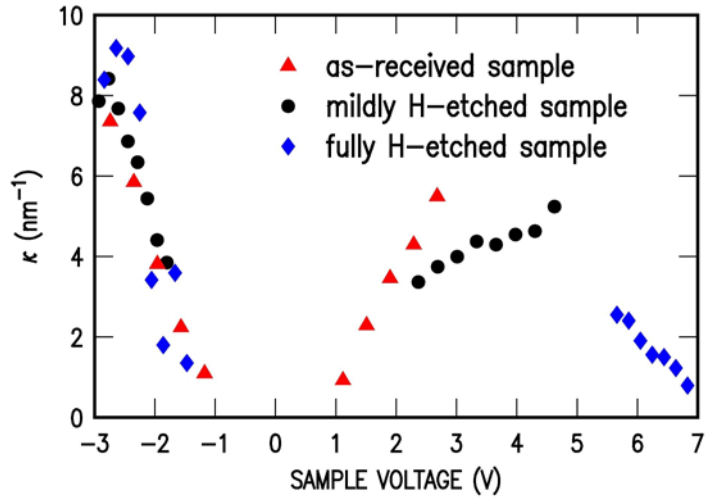 10
8
6
4
2
0
κ (nm⁻¹)
as-received sample
mildly H-etched sample
fully H-etched sample
-3 -2 -1 0 1 2 3 4 5 6 7
SAMPLE VOLTAGE (V)